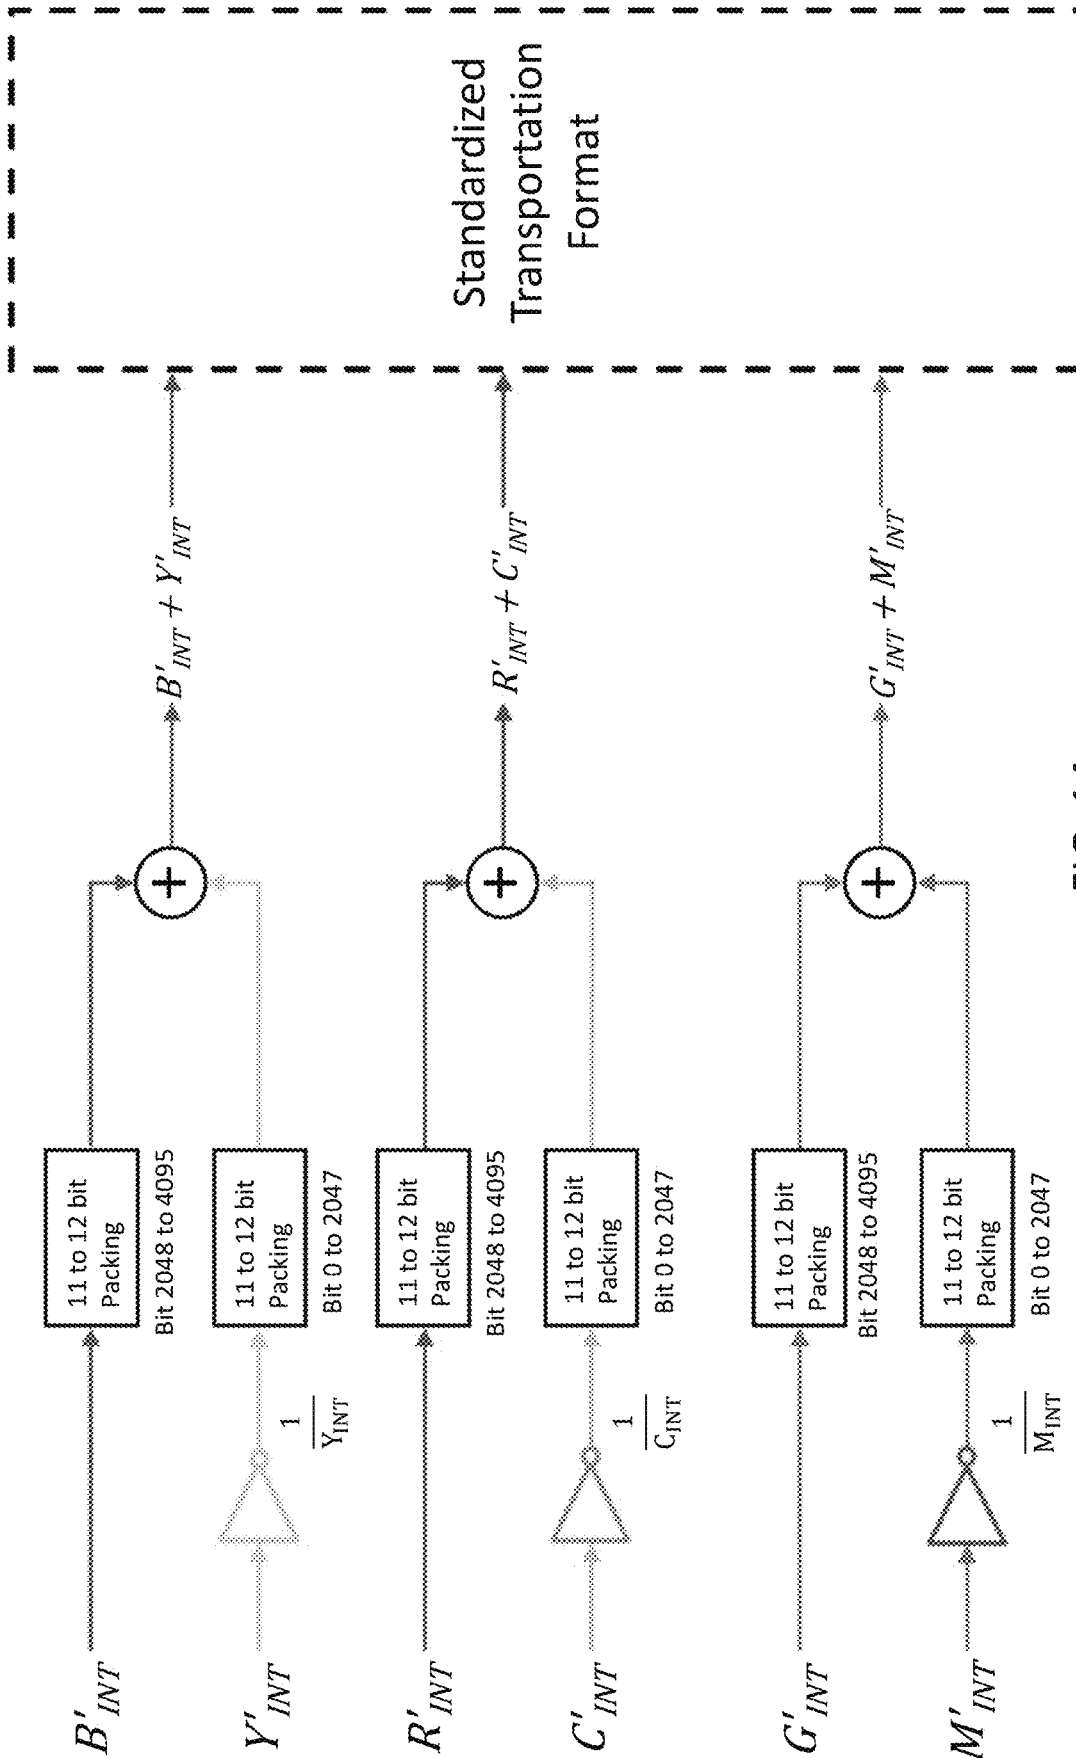 B'INT
11 to 12 bit
Packing
Bit 2048 to 4095
Y'INT
1
YINT
11 to 12 bit
Packing
Bit 0 to 2047
B'INT + Y'INT
R'INT
11 to 12 bit
Packing
Bit 2048 to 4095
C'INT
1
CINT
11 to 12 bit
Packing
Bit 0 to 2047
R'INT + C'INT
G'INT
11 to 12 bit
Packing
Bit 2048 to 4095
M'INT
1
MINT
11 to 12 bit
Packing
Bit 0 to 2047
G'INT + M'INT
+
+
+
Standardized
Transportation
Format